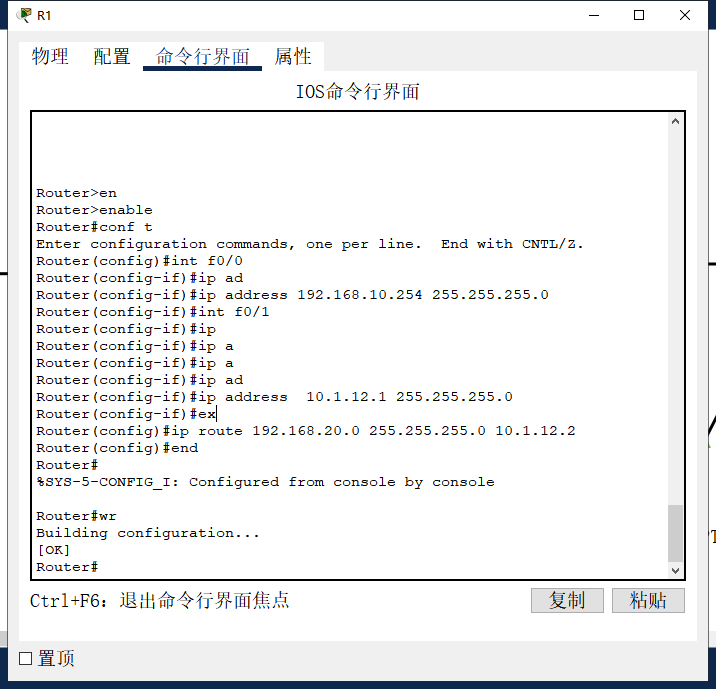 R1
物理 配置 命令行界面 属性
IOS命令行界面
Router>en
Router>enable
Router#conf t
Enter configuration commands, one per line.  End with CNTL/Z.
Router(config)#int f0/0
Router(config-if)#ip ad
Router(config-if)#ip address 192.168.10.254 255.255.255.0
Router(config-if)#int f0/1
Router(config-if)#ip
Router(config-if)#ip a
Router(config-if)#ip a
Router(config-if)#ip ad
Router(config-if)#ip address  10.1.12.1 255.255.255.0
Router(config-if)#ex
Router(config)#ip route 192.168.20.0 255.255.255.0 10.1.12.2
Router(config)#end
Router#
%SYS-5-CONFIG_I: Configured from console by console
Router#wr
Building configuration...
[OK]
Router#
Ctrl+F6: 退出命令行界面焦点
复制 粘贴
置顶